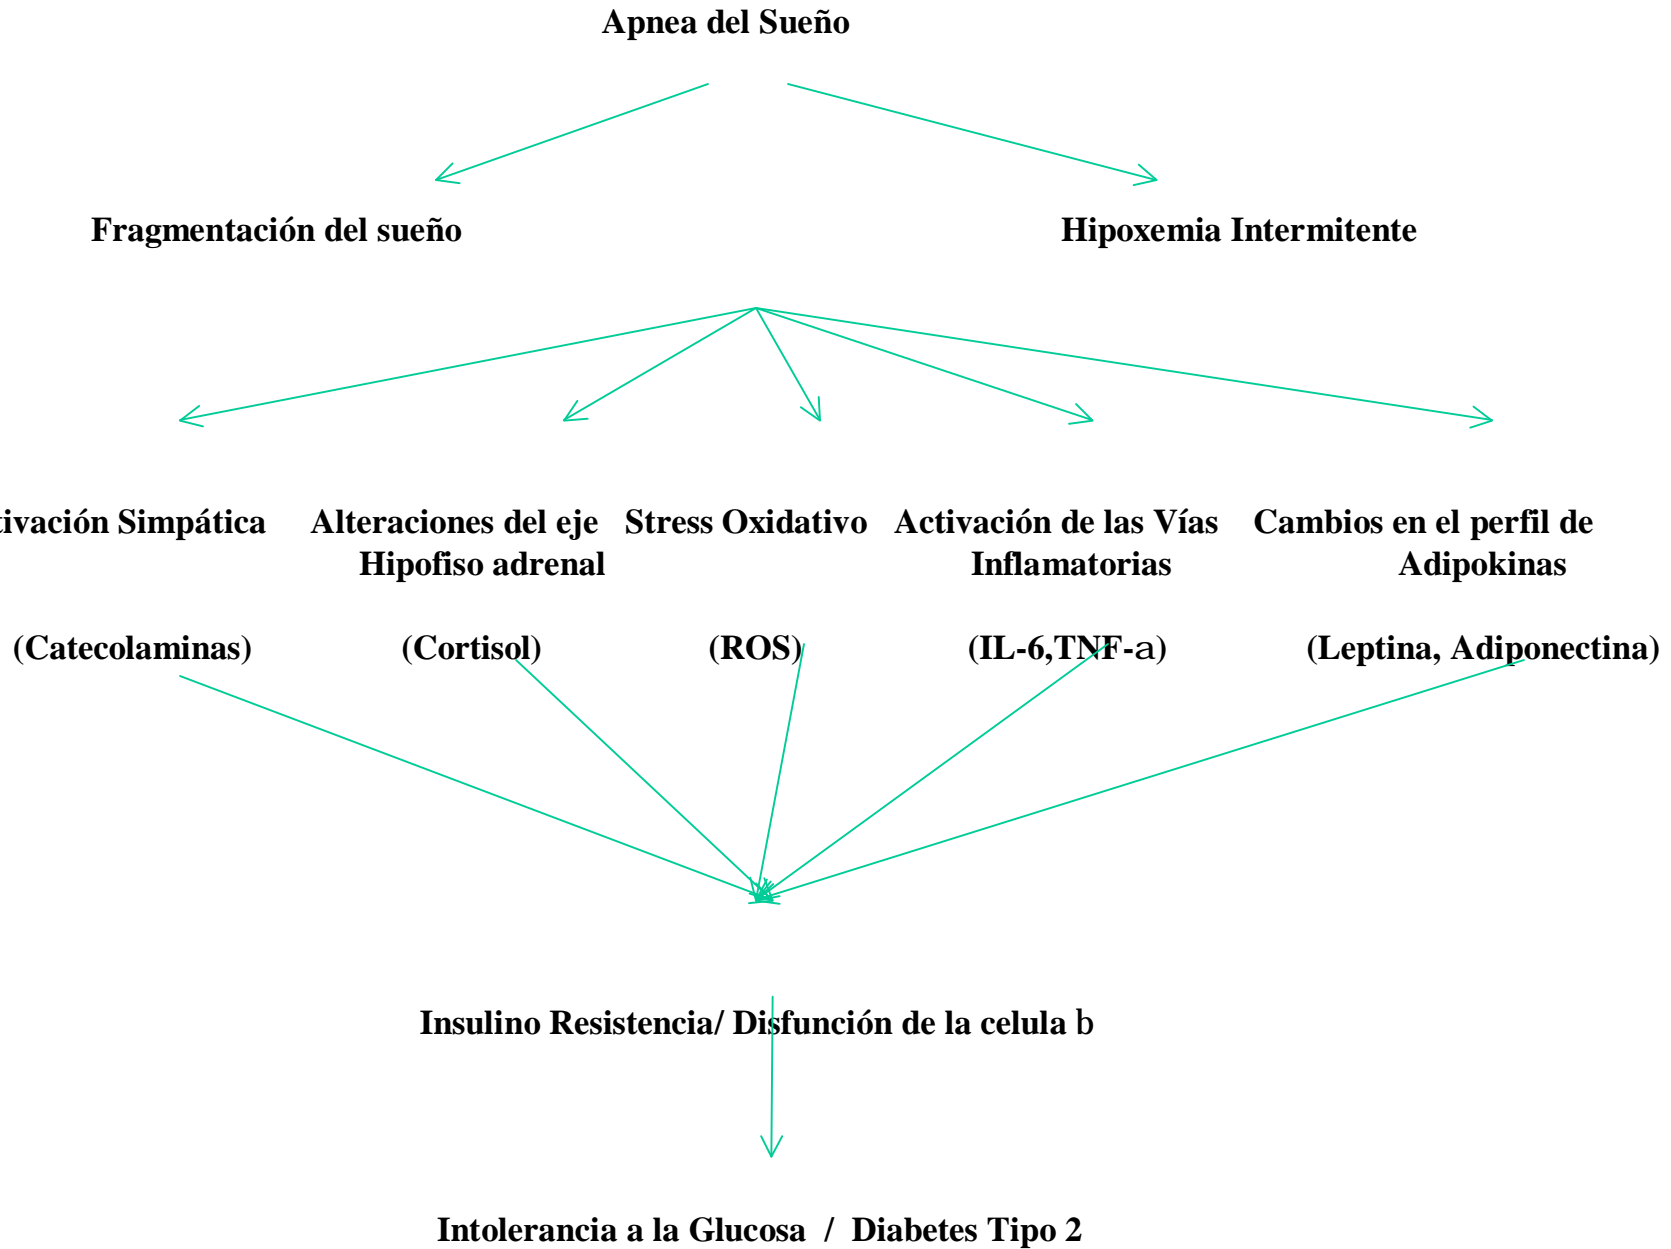 Apnea del Sueño
Fragmentación del sueño Hipoxemia Intermitente
tivación Simpática Alteraciones del eje Stress Oxidativo Activación de las Vías Cambios en el perfil de
Hipofiso adrenal Inflamatorias Adipokinas
(Catecolaminas) (Cortisol) (ROS) (IL-6,TNF-a) (Leptina, Adiponectina)
Insulino Resistencia/ Disfunción de la celula b
Intolerancia a la Glucosa / Diabetes Tipo 2